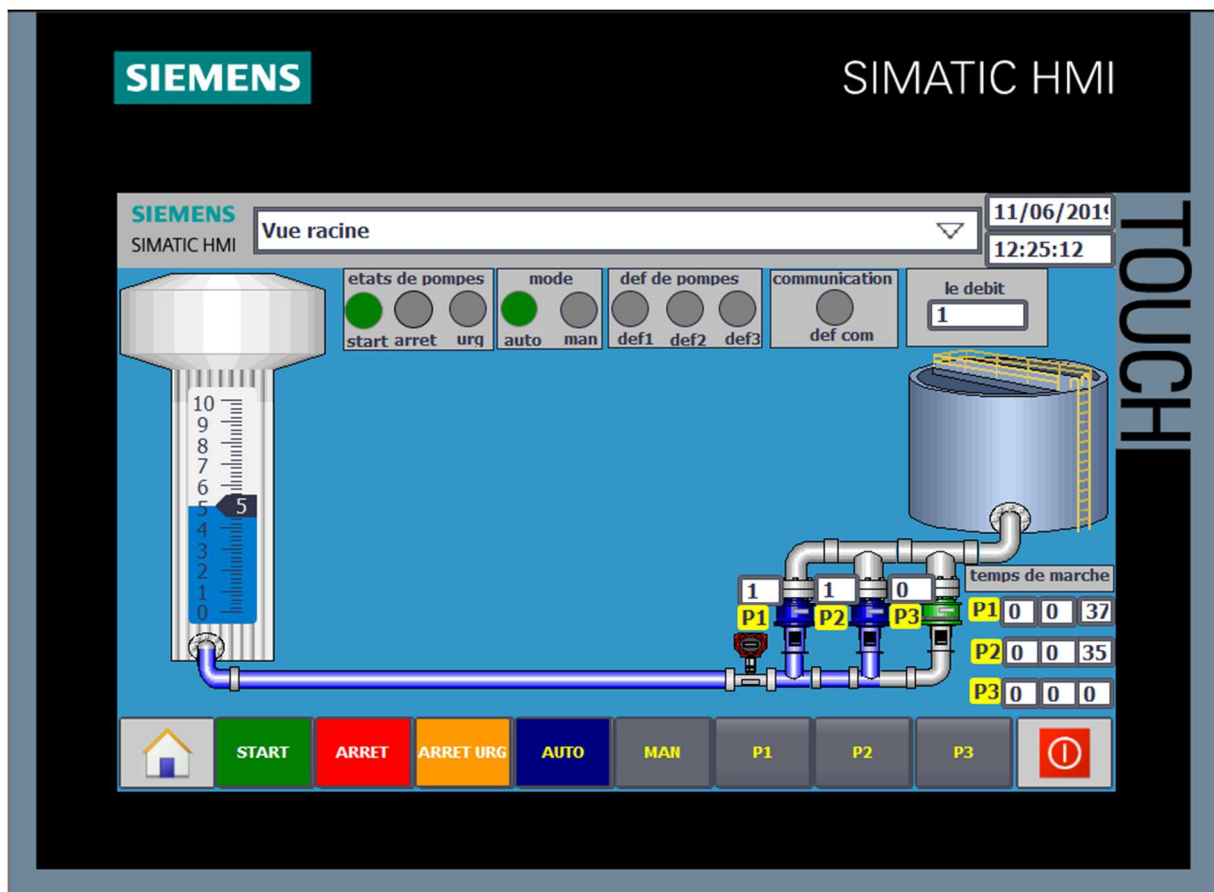 SIEMENS
SIMATIC HMI
TOUCH
SIEMENS
SIMATIC HMI
Vue racine
11/06/2019
12:25:12
etats de pompes
start arret urg
mode
auto man
def de pompes
def1 def2 def3
communication
def com
le debit
1
10
9
8
7
6
5
5
4
3
2
1
0
1 1 0
P1 P2 P3
temps de marche
P1 0 0 37
P2 0 0 35
P3 0 0 0
START ARRET ARRET URG AUTO MAN P1 P2 P3